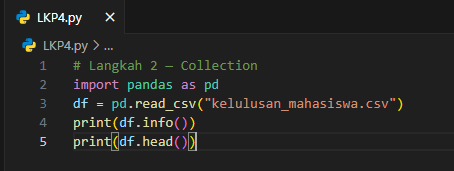 LKP4.py
LKP4.py > ...
1 # Langkah 2 – Collection
2 import pandas as pd
3 df = pd.read_csv("kelulusan_mahasiswa.csv")
4 print(df.info())
5 print(df.head())